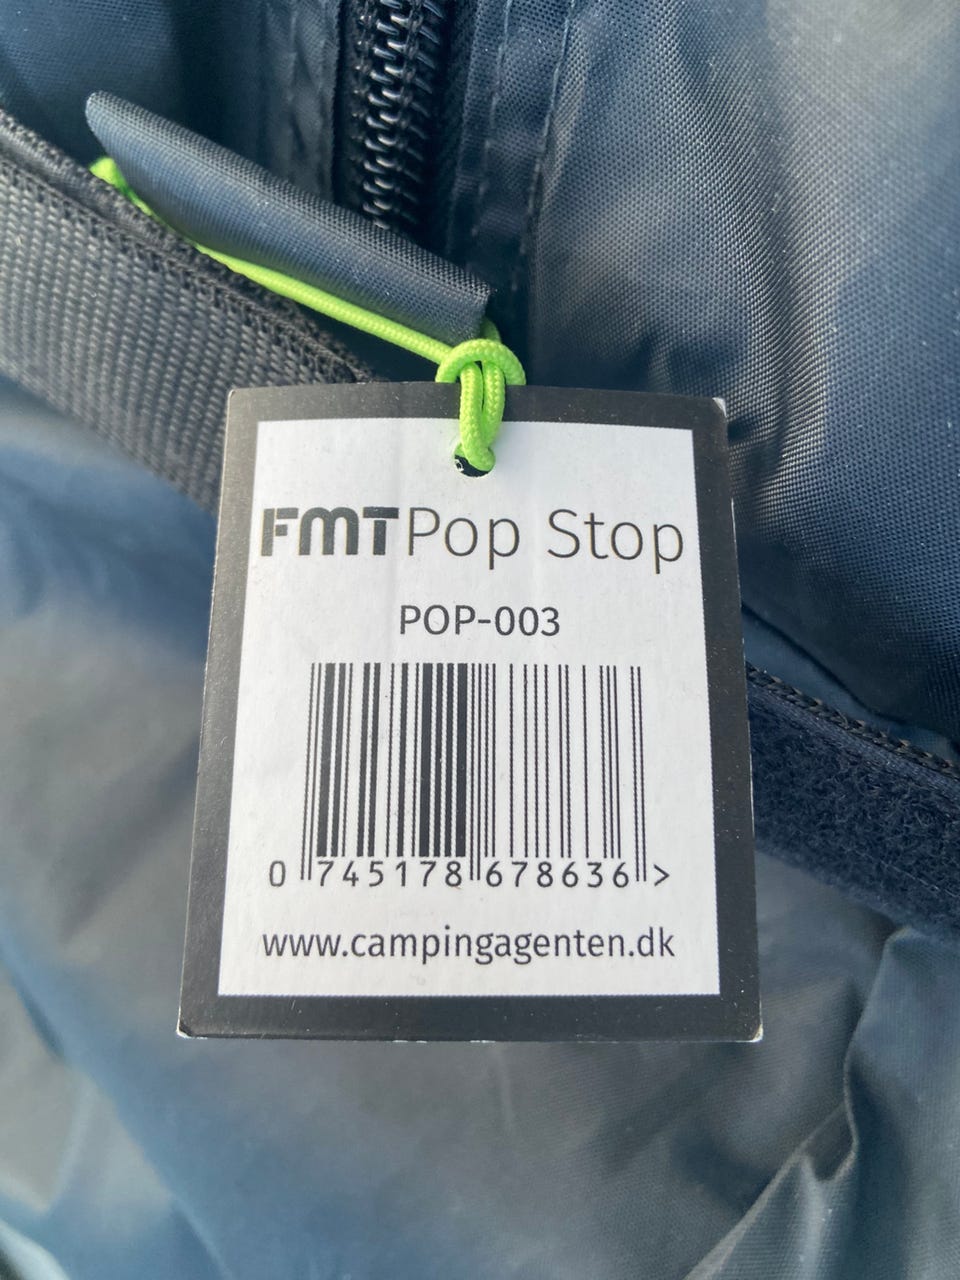 FMT Pop Stop
POP-003
0 745178 678636 >
www.campingagenten.dk